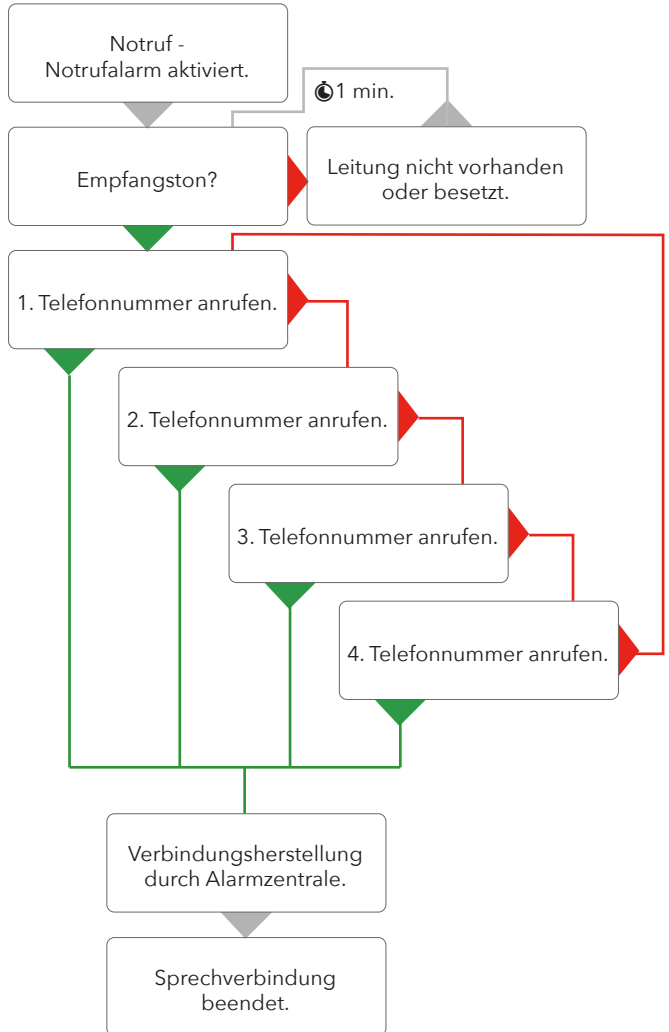 Notruf -
Notrufalarm aktiviert.
1 min.
Empfangston?
Leitung nicht vorhanden
oder besetzt.
1. Telefonnummer anrufen.
2. Telefonnummer anrufen.
3. Telefonnummer anrufen.
4. Telefonnummer anrufen.
Verbindungsherstellung
durch Alarmzentrale.
Sprechverbindung
beendet.